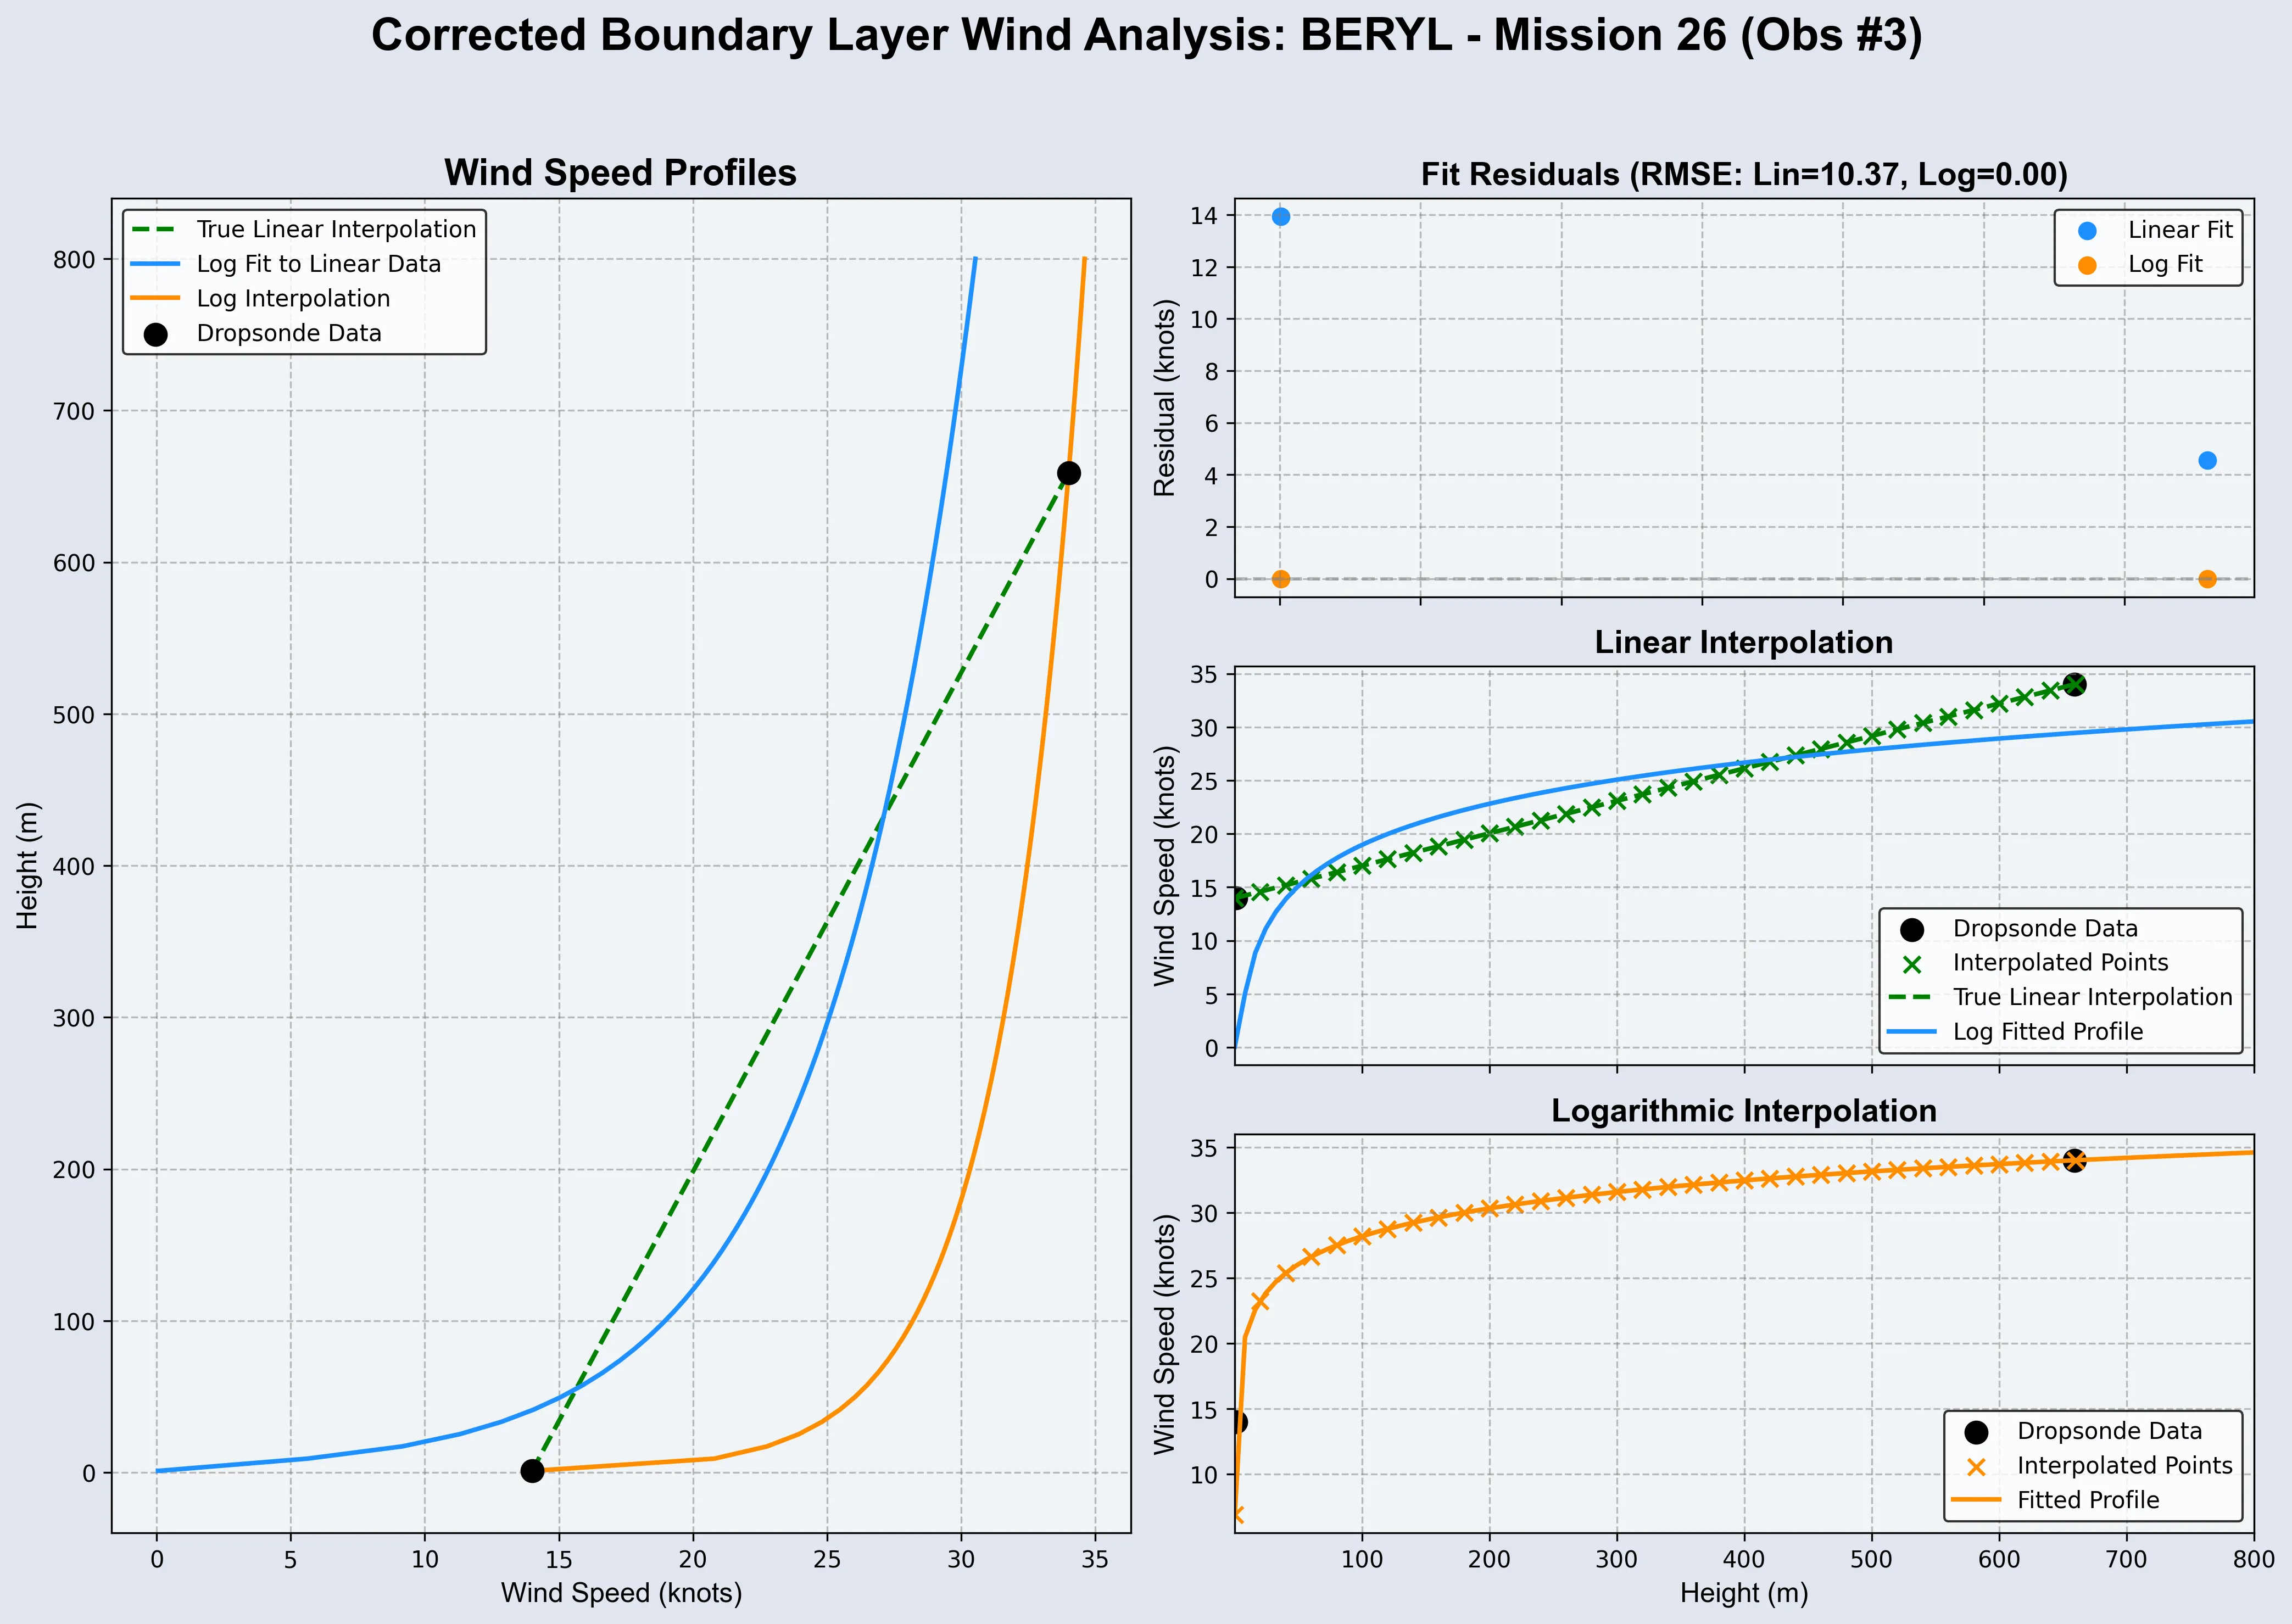 Corrected Boundary Layer Wind Analysis: BERYL - Mission 26 (Obs #3)
Wind Speed Profiles
True Linear Interpolation
Log Fit to Linear Data
Log Interpolation
Dropsonde Data
800
700
600
500
400
300
200
100
0
Height (m)
0 5 10 15 20 25 30 35
Wind Speed (knots)
Fit Residuals (RMSE: Lin=10.37, Log=0.00)
Linear Fit
Log Fit
14
12
10
8
6
4
2
0
Residual (knots)
Linear Interpolation
35
30
25
20
15
10
5
0
Wind Speed (knots)
Dropsonde Data
Interpolated Points
True Linear Interpolation
Log Fitted Profile
Logarithmic Interpolation
35
30
25
20
15
10
Wind Speed (knots)
Dropsonde Data
Interpolated Points
Fitted Profile
100 200 300 400 500 600 700 800
Height (m)